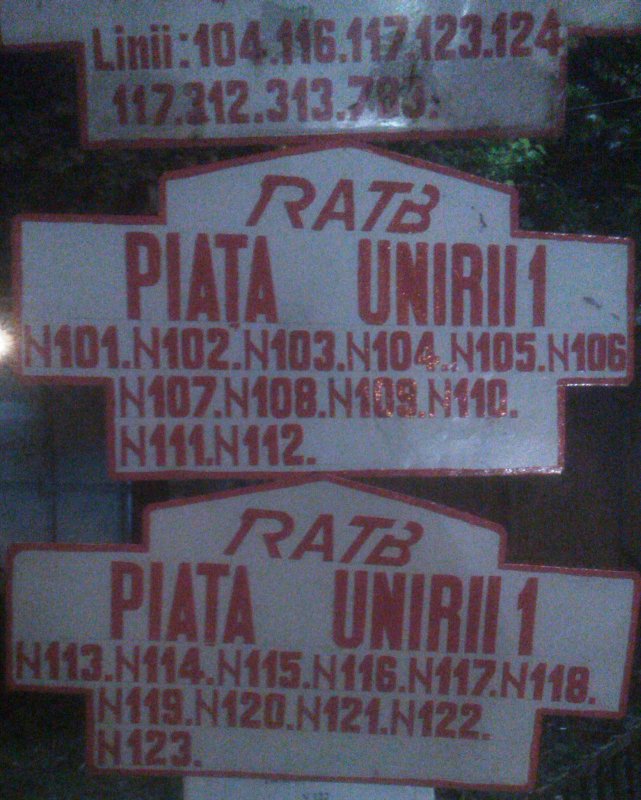 Linii:104.116.117.123.124
117.312.313.783.
RATB
PIAȚA UNIRII 1
N101.N102.N103.N104.N105.N106
N107.N108.N109.N110.
N111.N112.
RATB
PIATA UNIRII 1
N113.N114.N115.N116.N117.N118.
N119.N120.N121.N122.
N123.